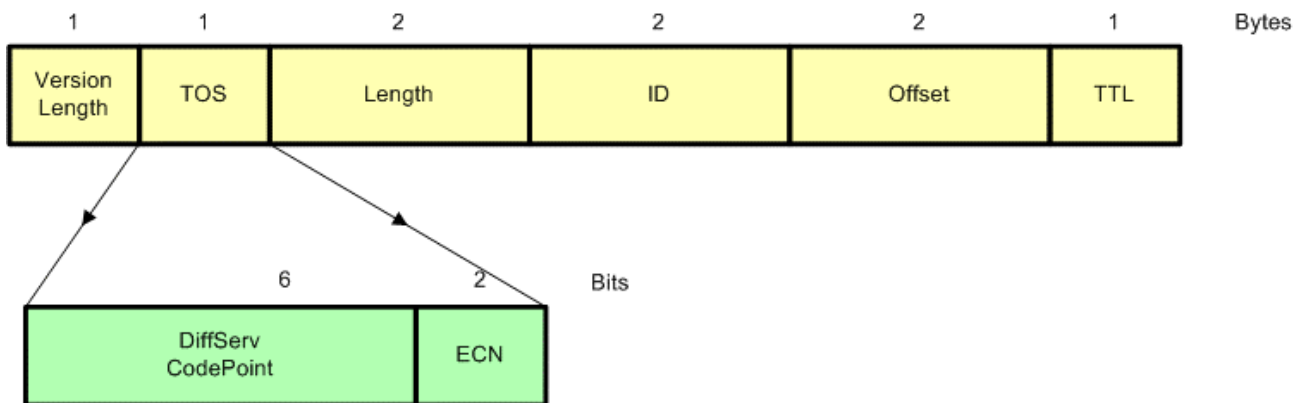 1 1 2 2 2 1 Bytes
Version
Length
TOS
Length
ID
Offset
TTL
6 2 Bits
DiffServ
CodePoint
ECN